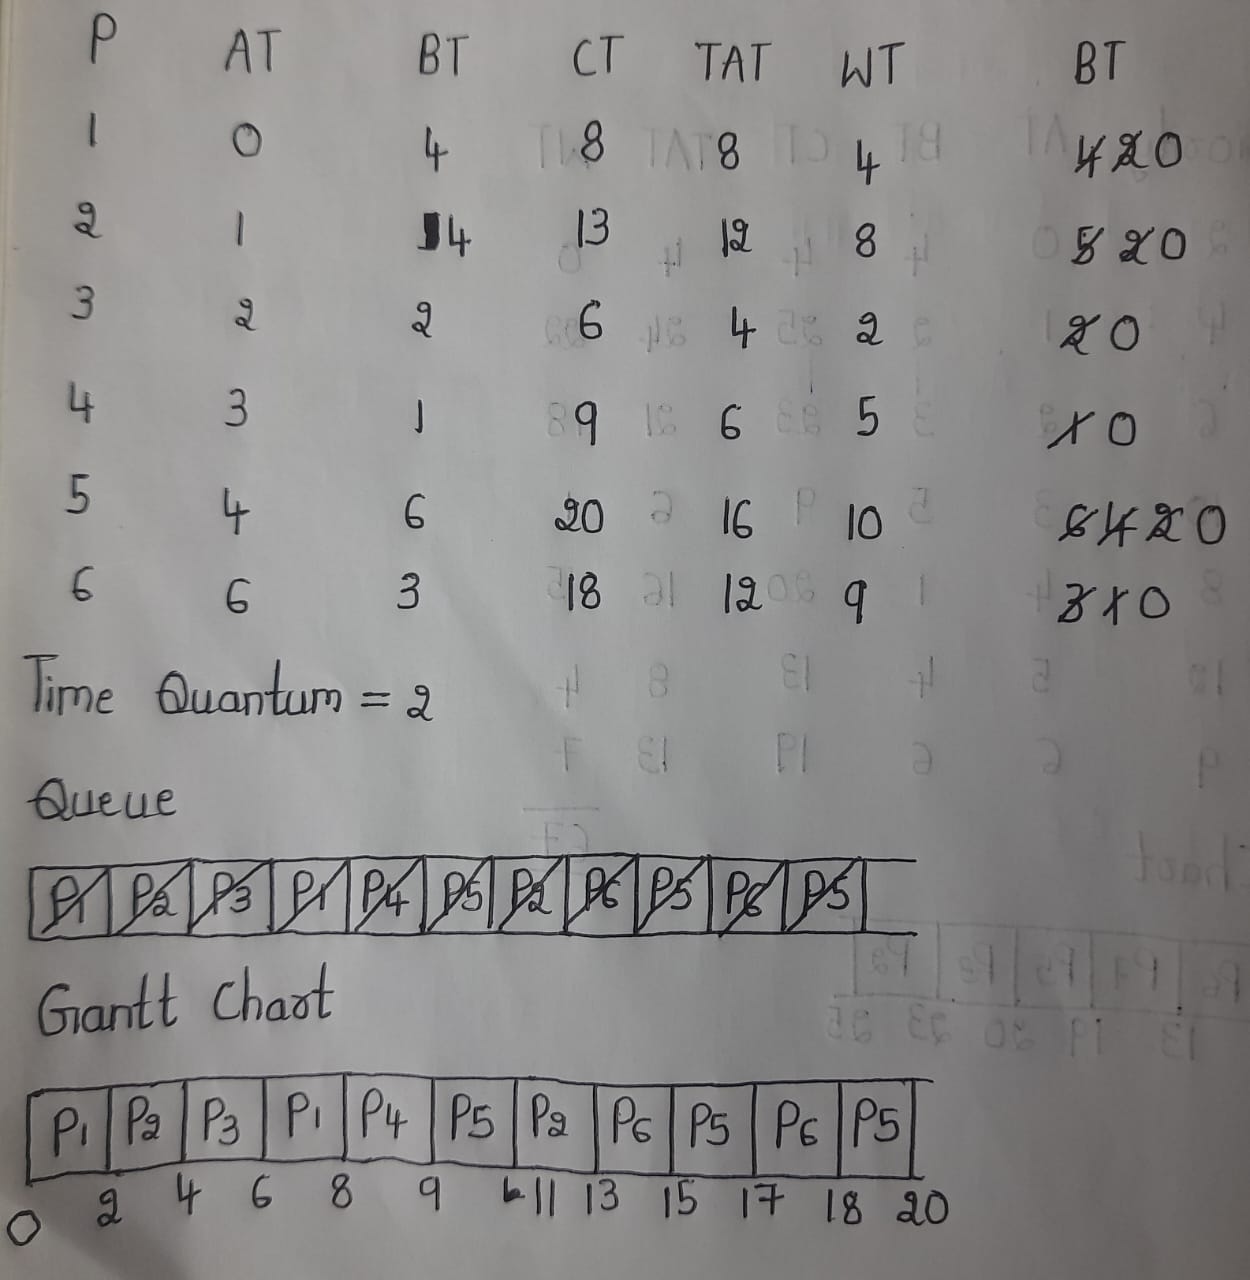 P AT BT CT TAT WT BT
1 0 4 8 8 4 4 2 0
2 1 4 13 12 8 5 2 0
3 2 2 6 4 2 2 0
4 3 1 9 6 5 1 0
5 4 6 20 16 10 6 4 2 0
6 6 3 18 12 9 3 1 0
Time Quantum = 2
Queue
P1 P2 P3 P1 P4 P5 P2 P6 P5 P6 P5
Gantt Chart
P1 P2 P3 P1 P4 P5 P2 P6 P5 P6 P5
0 2 4 6 8 9 11 13 15 17 18 20